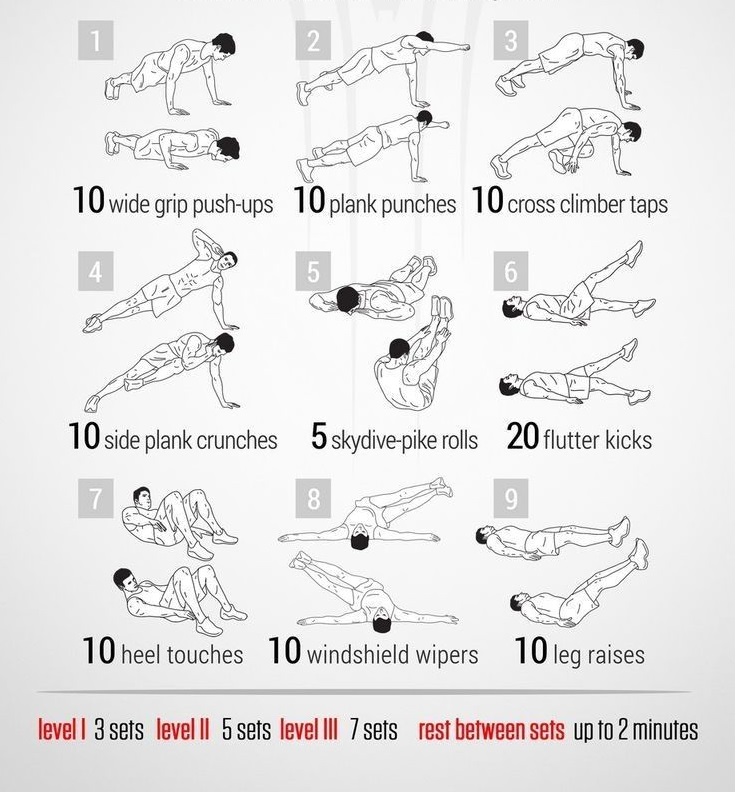 1
2
3
10 wide grip push-ups
10 plank punches
10 cross climber taps
4
5
6
10 side plank crunches
5 skydive-pike rolls
20 flutter kicks
7
8
9
10 heel touches
10 windshield wipers
10 leg raises
level I 3 sets level II 5 sets level III 7 sets rest between sets up to 2 minutes